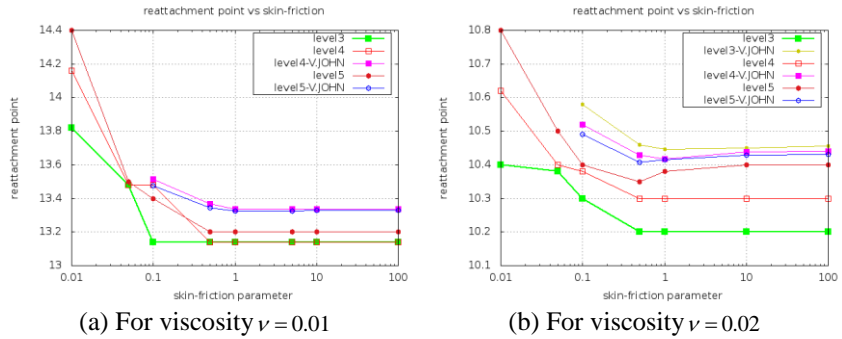 reattachment point vs skin-friction
14.4
14.2
14
13.8
13.6
13.4
13.2
13
reattachment point
level3
level4
level4-V.JOHN
level5
level5-V.JOHN
0.01
0.1
1
10
100
skin-friction parameter
(a) For viscosity ν = 0.01
reattachment point vs skin-friction
10.8
10.7
10.6
10.5
10.4
10.3
10.2
10.1
reattachment point
level3
level3-V.JOHN
level4
level4-V.JOHN
level5
level5-V.JOHN
0.01
0.1
1
10
100
skin-friction parameter
(b) For viscosity ν = 0.02